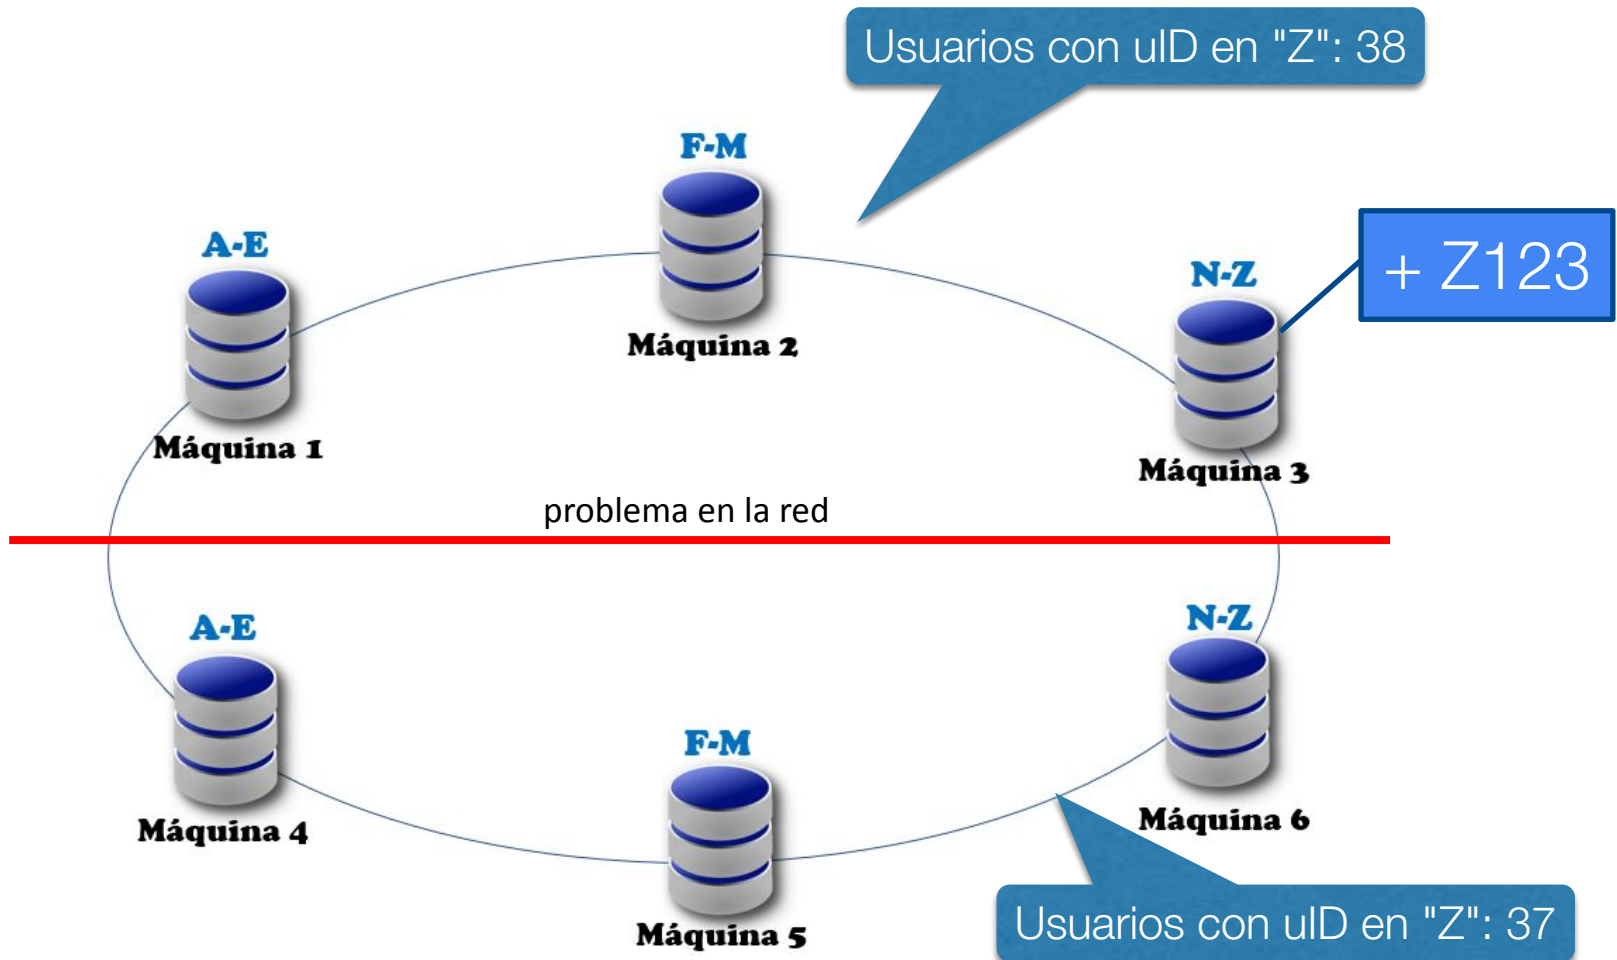 Usuarios con uID en "Z": 38
F-M
Máquina 2
A-E
Máquina 1
N-Z
Máquina 3
+ Z123
problema en la red
A-E
Máquina 4
F-M
Máquina 5
N-Z
Máquina 6
Usuarios con uID en "Z": 37